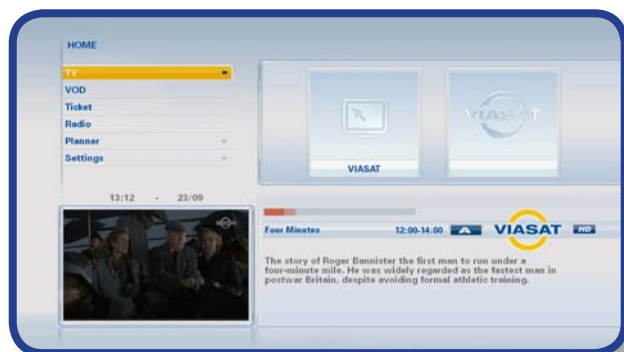 HOME
TV
VOD
Ticket
Radio
Planner
Settings
VIASAT
VIASAT
13:12 - 23/09
Four Minutes 12:00-14:00 A VIASAT HD
The story of Roger Bannister the first man to run under a
four-minute mile. He was widely regarded as the fastest man in
postwar Britain, despite avoiding formal athletic training.